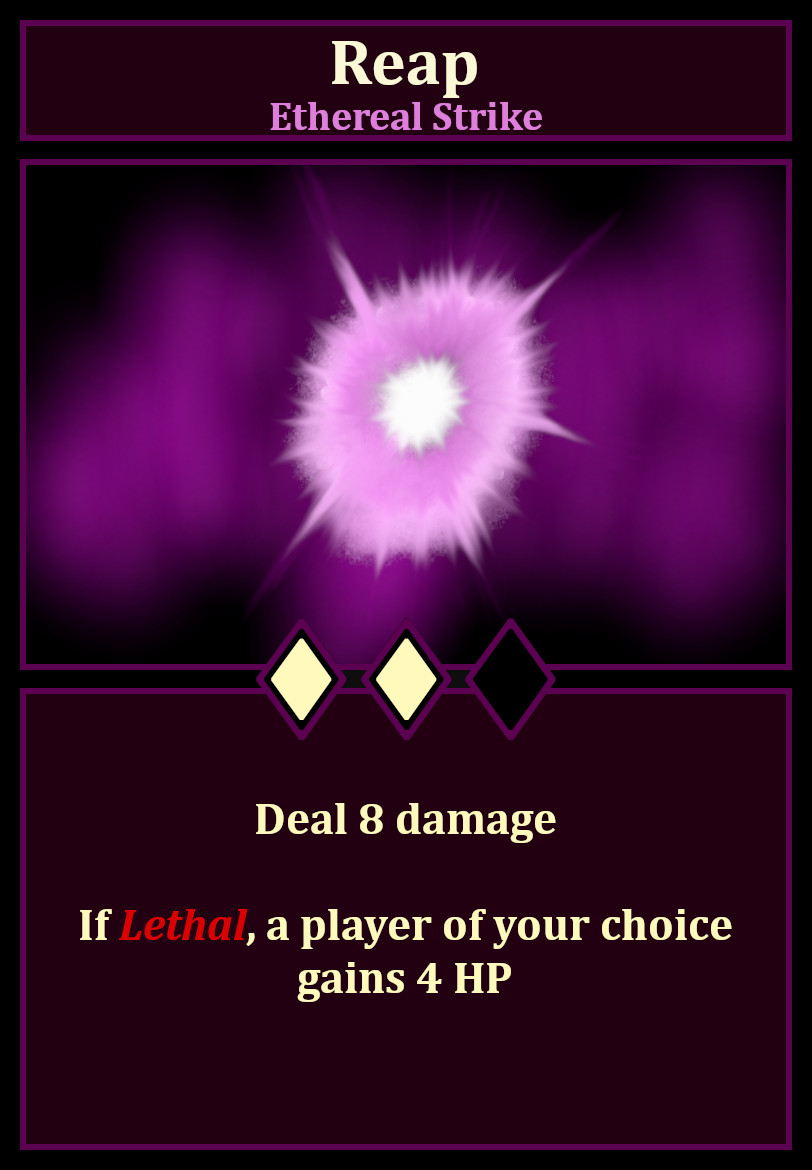 Reap
Ethereal Strike
Deal 8 damage
If Lethal, a player of your choice
gains 4 HP